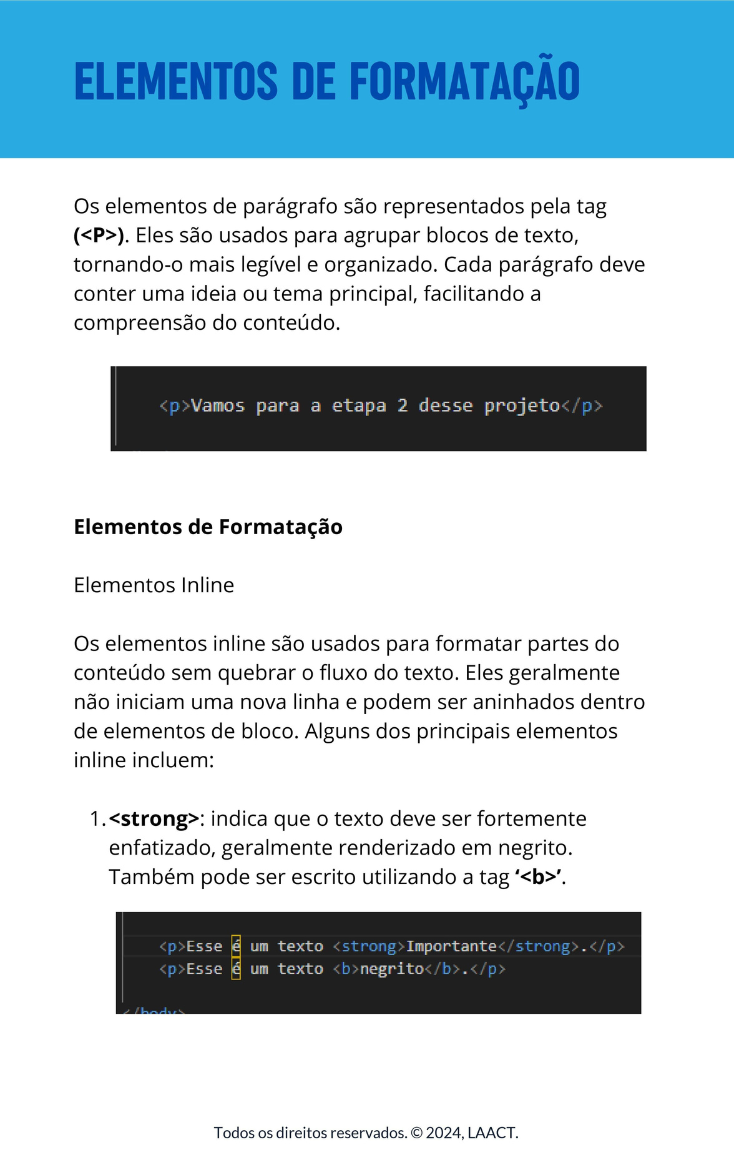 ELEMENTOS DE FORMATAÇÃO
Os elementos de parágrafo são representados pela tag
(<P>). Eles são usados para agrupar blocos de texto,
tornando-o mais legível e organizado. Cada parágrafo deve
conter uma ideia ou tema principal, facilitando a
compreensão do conteúdo.
<p>Vamos para a etapa 2 desse projeto</p>
Elementos de Formatação
Elementos Inline
Os elementos inline são usados para formatar partes do
conteúdo sem quebrar o fluxo do texto. Eles geralmente
não iniciam uma nova linha e podem ser aninhados dentro
de elementos de bloco. Alguns dos principais elementos
inline incluem:
1. <strong>: indica que o texto deve ser fortemente
enfatizado, geralmente renderizado em negrito.
Também pode ser escrito utilizando a tag ‘<b>’.
<p>Esse é um texto <strong>Importante</strong>.</p>
<p>Esse é um texto <b>negrito</b>.</p>
</body>
Todos os direitos reservados. © 2024, LAACT.